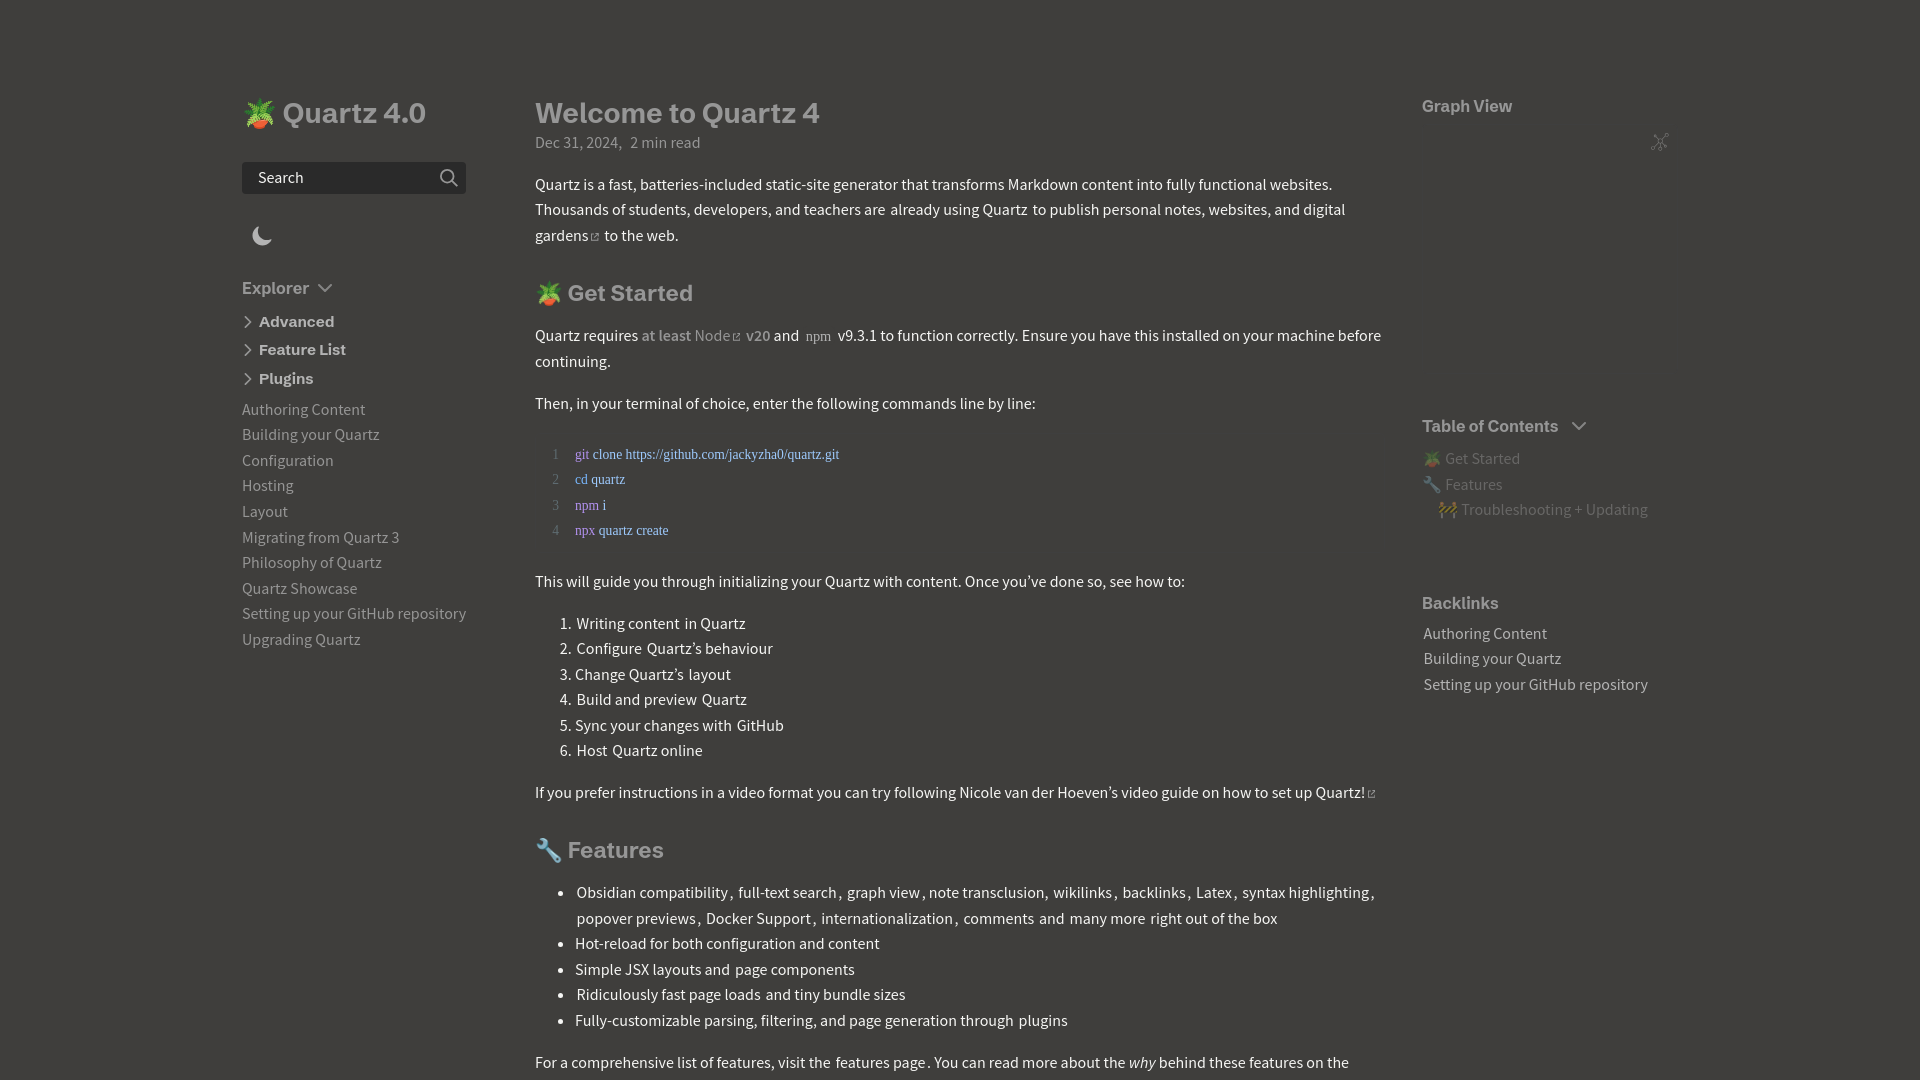 🪴 Quartz 4.0
Search
Explorer
Advanced
Feature List
Plugins
Authoring Content
Building your Quartz
Configuration
Hosting
Layout
Migrating from Quartz 3
Philosophy of Quartz
Quartz Showcase
Setting up your GitHub repository
Upgrading Quartz
Welcome to Quartz 4
Dec 31, 2024, 2 min read
Quartz is a fast, batteries-included static-site generator that transforms Markdown content into fully functional websites.
Thousands of students, developers, and teachers are already using Quartz to publish personal notes, websites, and digital
gardens to the web.
🪴 Get Started
Quartz requires at least Node v20 and npm v9.3.1 to function correctly. Ensure you have this installed on your machine before
continuing.
Then, in your terminal of choice, enter the following commands line by line:
1 git clone https://github.com/jackyzha0/quartz.git
2 cd quartz
3 npm i
4 npx quartz create
This will guide you through initializing your Quartz with content. Once you’ve done so, see how to:
1. Writing content in Quartz
2. Configure Quartz’s behaviour
3. Change Quartz’s layout
4. Build and preview Quartz
5. Sync your changes with GitHub
6. Host Quartz online
If you prefer instructions in a video format you can try following Nicole van der Hoeven’s video guide on how to set up Quartz!
🔧 Features
• Obsidian compatibility, full-text search, graph view, note transclusion, wikilinks, backlinks, Latex, syntax highlighting,
popover previews, Docker Support, internationalization, comments and many more right out of the box
• Hot-reload for both configuration and content
• Simple JSX layouts and page components
• Ridiculously fast page loads and tiny bundle sizes
• Fully-customizable parsing, filtering, and page generation through plugins
For a comprehensive list of features, visit the features page. You can read more about the why behind these features on the
Graph View
Table of Contents
🪴 Get Started
🔧 Features
🚧 Troubleshooting + Updating
Backlinks
Authoring Content
Building your Quartz
Setting up your GitHub repository